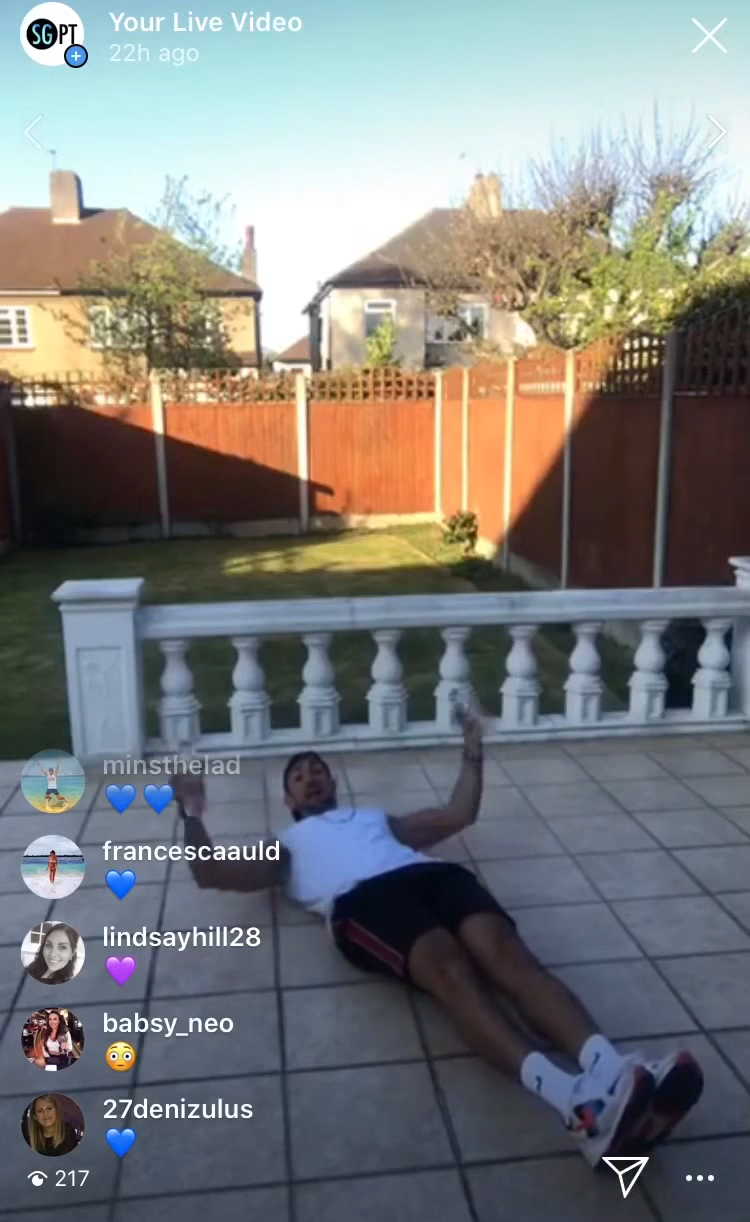 SGPT
Your Live Video
22h ago
minsthelad
💙 💙
francescaauld
💙
lindsayhill28
💜
babsy_neo
😳
27denizulus
💙
217